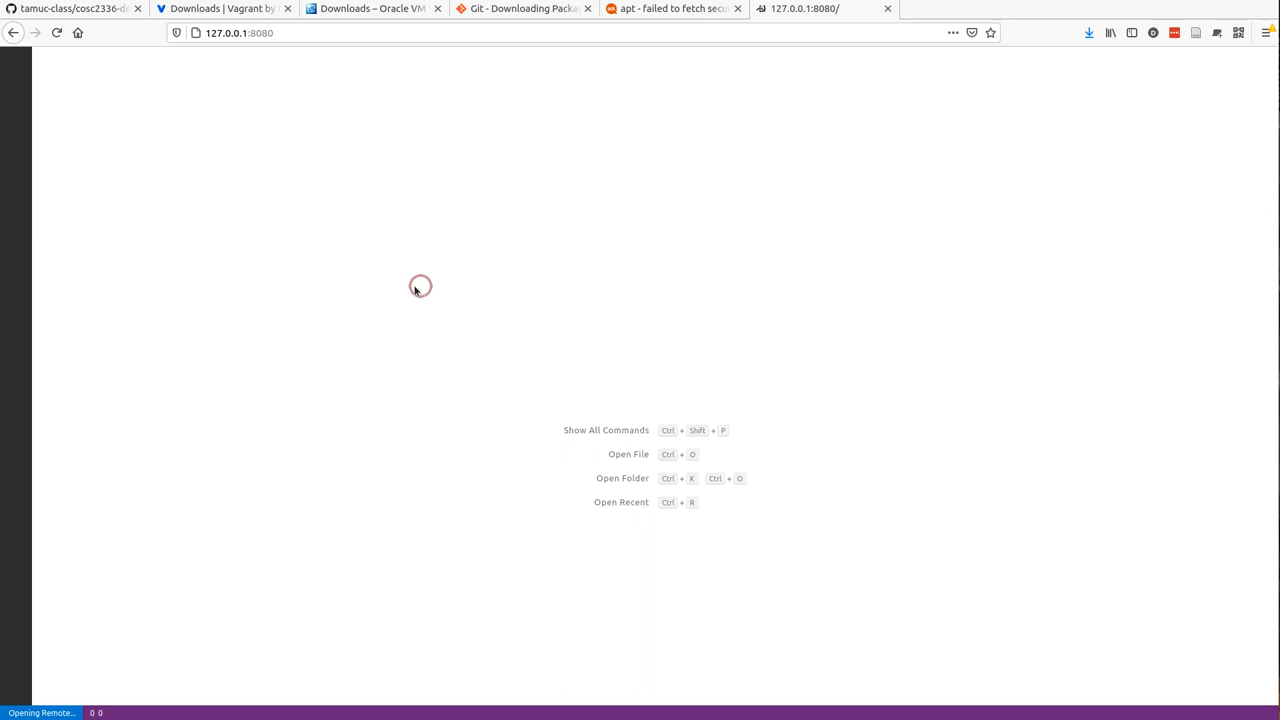 tamuc-class/cosc2336-de
Downloads | Vagrant by
Downloads – Oracle VM
Git - Downloading Packa
apt - failed to fetch secu
127.0.0.1:8080/
127.0.0.1:8080
Show All Commands Ctrl + Shift + P
Open File Ctrl + O
Open Folder Ctrl + K Ctrl + O
Open Recent Ctrl + R
Opening Remote... 0 0